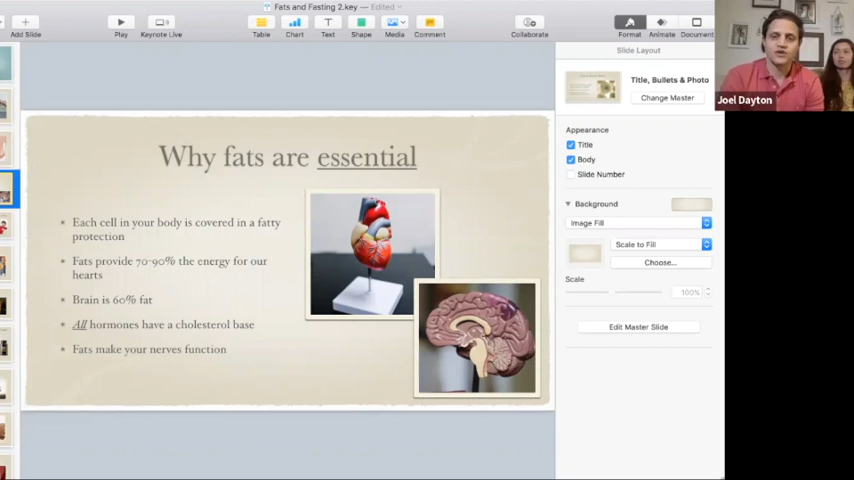 Fats and Fasting 2.key — Edited
Add Slide
Play
Keynote Live
Table
Chart
Text
Shape
Media
Comment
Collaborate
Format
Animate
Document
Slide Layout
Title, Bullets & Photo
Change Master
Joel Dayton
Appearance
Title
Body
Slide Number
Background
Image Fill
Scale to Fill
Choose...
Scale
100%
Edit Master Slide
Why fats are essential
Each cell in your body is covered in a fatty
protection
Fats provide 70-90% the energy for our
hearts
Brain is 60% fat
All hormones have a cholesterol base
Fats make your nerves function